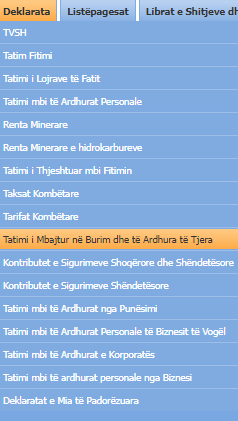 Deklarata Listëpagesat Librat e Shitjeve dh
TVSH
Tatim Fitimi
Tatimi i Lojrave të Fatit
Tatimi mbi të Ardhurat Personale
Renta Minerare
Renta Minerare e hidrokarbureve
Tatimi i Thjeshtuar mbi Fitimin
Taksat Kombëtare
Tarifat Kombëtare
Tatimi i Mbajtur në Burim dhe të Ardhura të Tjera
Kontributet e Sigurimeve Shoqërore dhe Shëndetësore
Kontributet e Sigurimeve Shëndetësore
Tatimi mbi të Ardhurat nga Punësimi
Tatimi mbi të Ardhurat Personale të Biznesit të Vogël
Tatimi mbi të Ardhurat e Korporatës
Tatimi mbi të ardhurat personale nga Biznesi
Deklaratat e Mia të Padorëzuara